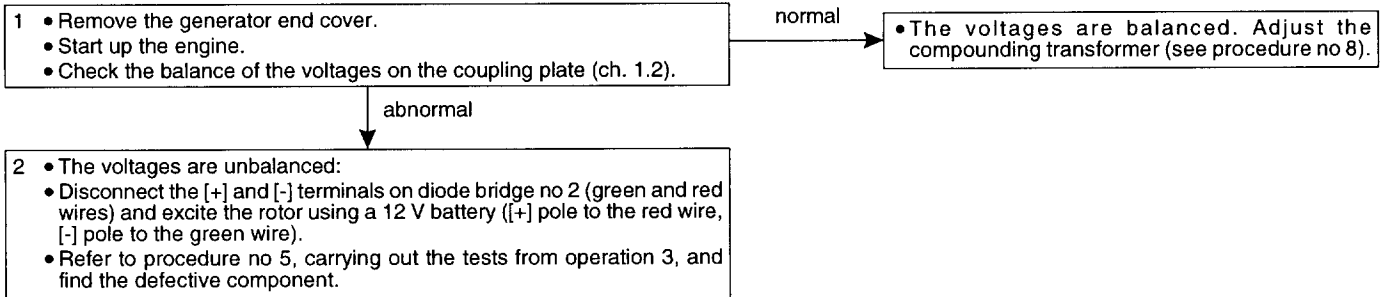 1 • Remove the generator end cover.
• Start up the engine.
• Check the balance of the voltages on the coupling plate (ch. 1.2).
normal
• The voltages are balanced. Adjust the
compounding transformer (see procedure no 8).
abnormal
2 • The voltages are unbalanced:
• Disconnect the [+] and [-] terminals on diode bridge no 2 (green and red
wires) and excite the rotor using a 12 V battery ([+] pole to the red wire,
[-] pole to the green wire).
• Refer to procedure no 5, carrying out the tests from operation 3, and
find the defective component.